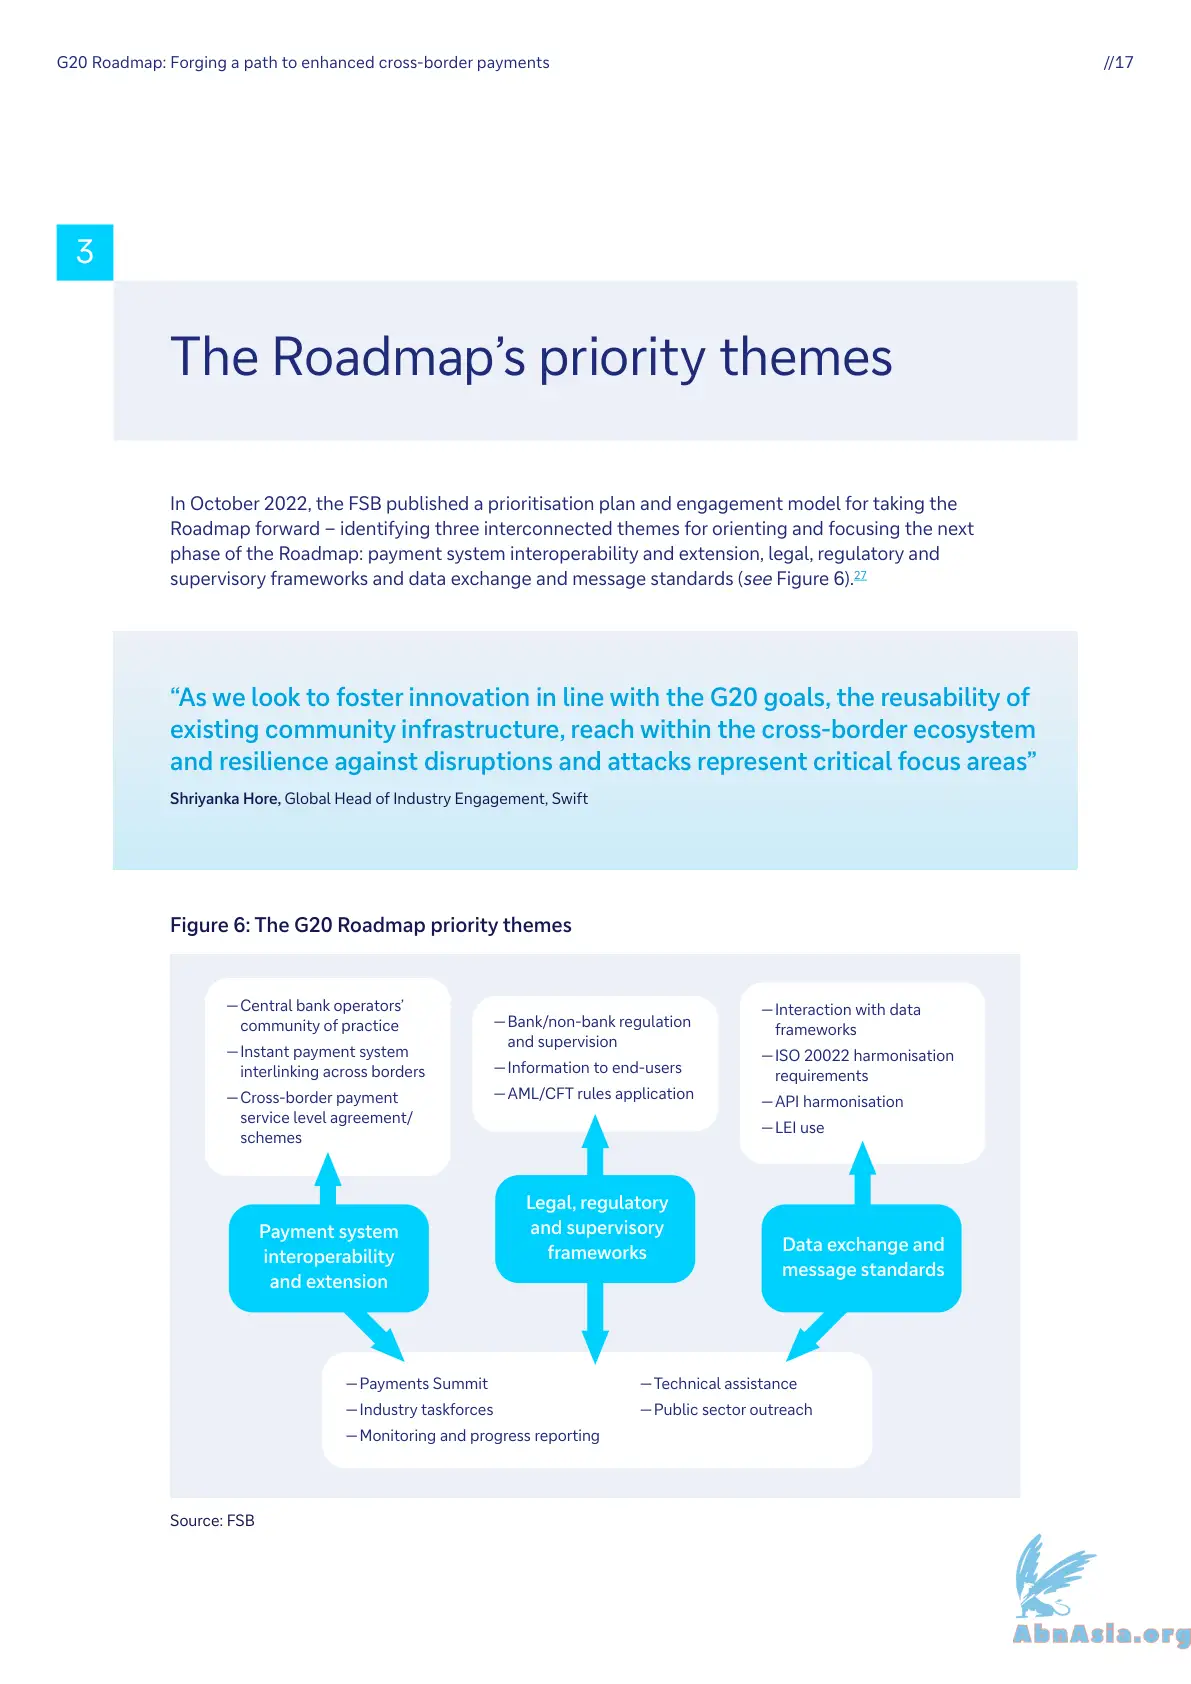 G20 Roadmap: Forging a path to enhanced cross-border payments
//17
3
The Roadmap’s priority themes
In October 2022, the FSB published a prioritisation plan and engagement model for taking the
Roadmap forward – identifying three interconnected themes for orienting and focusing the next
phase of the Roadmap: payment system interoperability and extension, legal, regulatory and
supervisory frameworks and data exchange and message standards (see Figure 6).27
“As we look to foster innovation in line with the G20 goals, the reusability of
existing community infrastructure, reach within the cross-border ecosystem
and resilience against disruptions and attacks represent critical focus areas”
Shriyanka Hore, Global Head of Industry Engagement, Swift
Figure 6: The G20 Roadmap priority themes
— Central bank operators’
community of practice
— Instant payment system
interlinking across borders
— Cross-border payment
service level agreement/
schemes
— Bank/non-bank regulation
and supervision
— Information to end-users
— AML/CFT rules application
— Interaction with data
frameworks
— ISO 20022 harmonisation
requirements
— API harmonisation
— LEI use
Payment system
interoperability
and extension
Legal, regulatory
and supervisory
frameworks
Data exchange and
message standards
— Payments Summit
— Industry taskforces
— Monitoring and progress reporting
— Technical assistance
— Public sector outreach
Source: FSB
AbnAsia.org